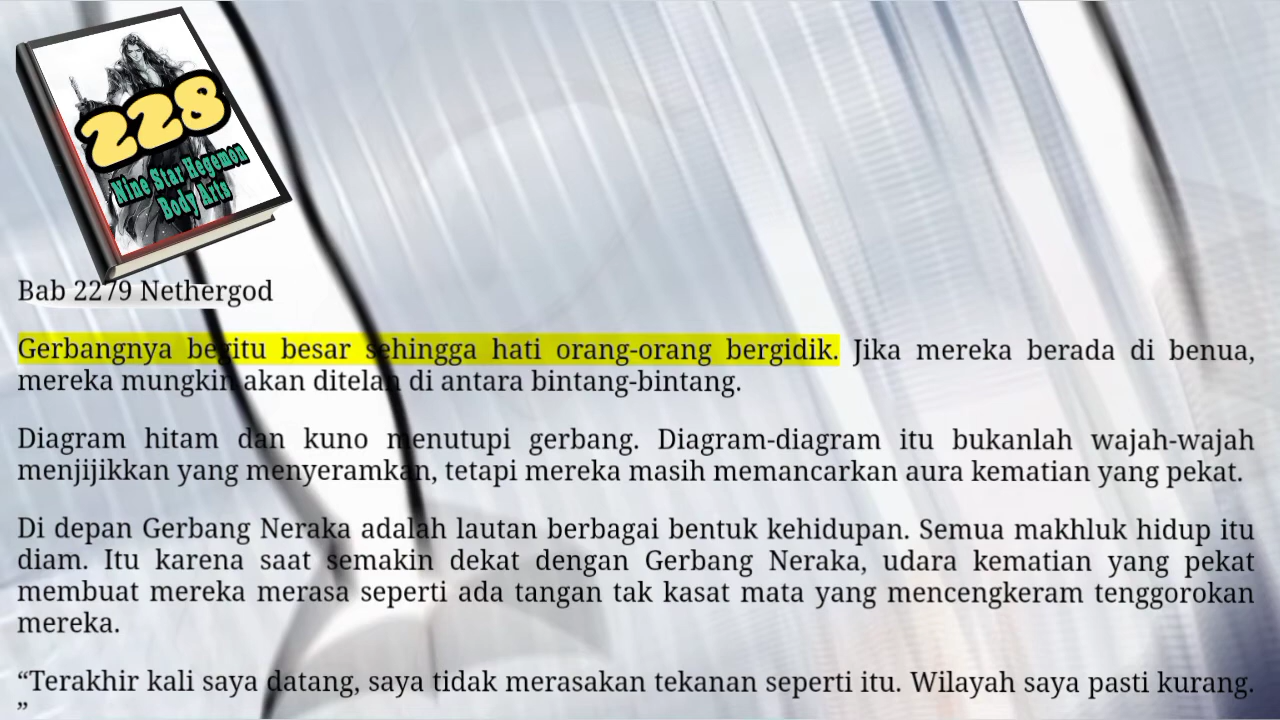 228
Nine Star Hegemon
Body Arts
Bab 2279 Nethergod
Gerbangnya begitu besar sehingga hati orang-orang bergidik. Jika mereka berada di benua,
mereka mungkin akan ditelan di antara bintang-bintang.
Diagram hitam dan kuno menutupi gerbang. Diagram-diagram itu bukanlah wajah-wajah
menjijikkan yang menyeramkan, tetapi mereka masih memancarkan aura kematian yang pekat.
Di depan Gerbang Neraka adalah lautan berbagai bentuk kehidupan. Semua makhluk hidup itu
diam. Itu karena saat semakin dekat dengan Gerbang Neraka, udara kematian yang pekat
membuat mereka merasa seperti ada tangan tak kasat mata yang mencengkeram tenggorokan
mereka.
“Terakhir kali saya datang, saya tidak merasakan tekanan seperti itu. Wilayah saya pasti kurang.
”